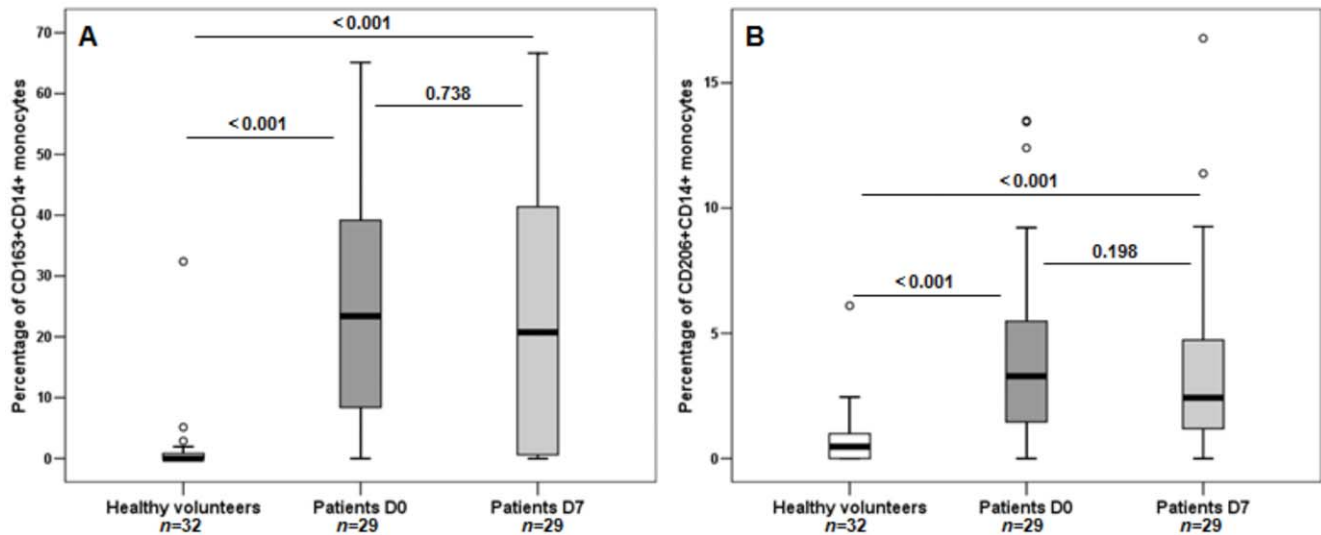 A
Percentage of CD163+CD14+ monocytes
70
60
50
40
30
20
10
0
< 0.001
0.738
< 0.001
Healthy volunteers
n=32
Patients D0
n=29
Patients D7
n=29
B
Percentage of CD206+CD14+ monocytes
15
10
5
0
< 0.001
0.198
< 0.001
Healthy volunteers
n=32
Patients D0
n=29
Patients D7
n=29